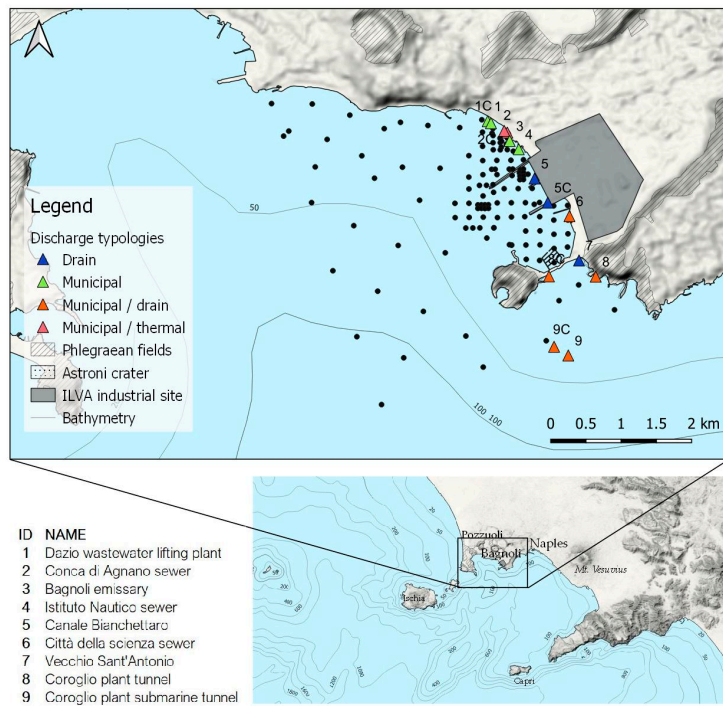 1C 1
2
3
2C
4
5
50
5C
6
7
8C
8
9C
9
100 100
Legend
Discharge typologies
Drain
Municipal
Municipal / drain
Municipal / thermal
Phlegraean fields
Astroni crater
ILVA industrial site
Bathymetry
0 0.5 1 1.5 2 km
ID NAME
1 Dazio wastewater lifting plant
2 Conca di Agnano sewer
3 Bagnoli emissary
4 Istituto Nautico sewer
5 Canale Bianchettaro
6 Città della scienza sewer
7 Vecchio Sant'Antonio
8 Coroglio plant tunnel
9 Coroglio plant submarine tunnel
Pozzuoli
Naples
Bagnoli
Mt. Vesuvius
Ischia
Capri